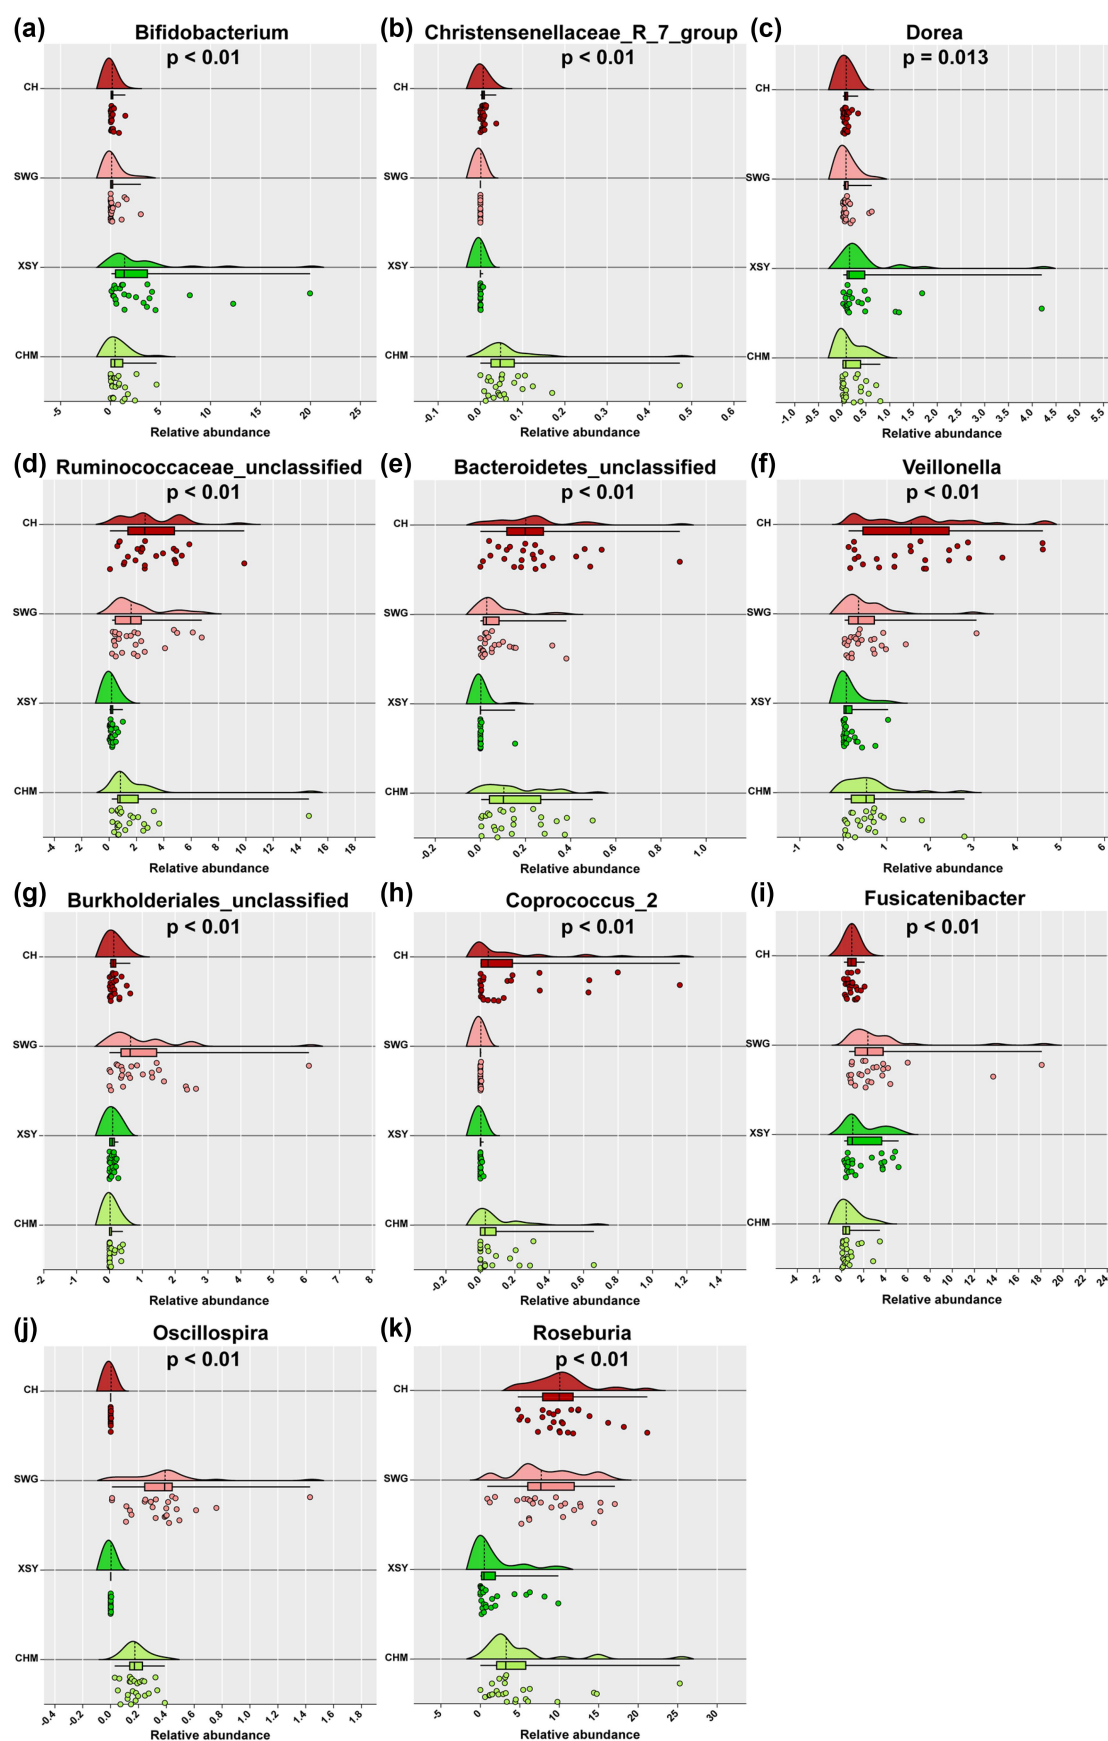 (a) Bifidobacterium
p < 0.01
CH
SWG
XSY
CHM
-5 0 5 10 15 20 25
Relative abundance
(b) Christensenellaceae_R_7_group
p < 0.01
CH
SWG
XSY
CHM
-0.1 0.0 0.1 0.2 0.3 0.4 0.5 0.6
Relative abundance
(c) Dorea
p = 0.013
CH
SWG
XSY
CHM
-1.0 -0.5 0.0 0.5 1.0 1.5 2.0 2.5 3.0 3.5 4.0 4.5 5.0 5.5
Relative abundance
(d) Ruminococcaceae_unclassified
p < 0.01
CH
SWG
XSY
CHM
-4 -2 0 2 4 6 8 10 12 14 16 18
Relative abundance
(e) Bacteroidetes_unclassified
p < 0.01
CH
SWG
XSY
CHM
-0.2 0.0 0.2 0.4 0.6 0.8 1.0
Relative abundance
(f) Veillonella
p < 0.01
CH
SWG
XSY
CHM
-1 0 1 2 3 4 5 6
Relative abundance
(g) Burkholderiales_unclassified
p < 0.01
CH
SWG
XSY
CHM
-2 -1 0 1 2 3 4 5 6 7 8
Relative abundance
(h) Coprococcus_2
p < 0.01
CH
SWG
XSY
CHM
-0.2 0.0 0.2 0.4 0.6 0.8 1.0 1.2 1.4
Relative abundance
(i) Fusicatenibacter
p < 0.01
CH
SWG
XSY
CHM
-4 -2 0 2 4 6 8 10 12 14 16 18 20 22 24
Relative abundance
(j) Oscillospira
p < 0.01
CH
SWG
XSY
CHM
-0.4 -0.2 0.0 0.2 0.4 0.6 0.8 1.0 1.2 1.4 1.6 1.8
Relative abundance
(k) Roseburia
p < 0.01
CH
SWG
XSY
CHM
-5 0 5 10 15 20 25 30
Relative abundance